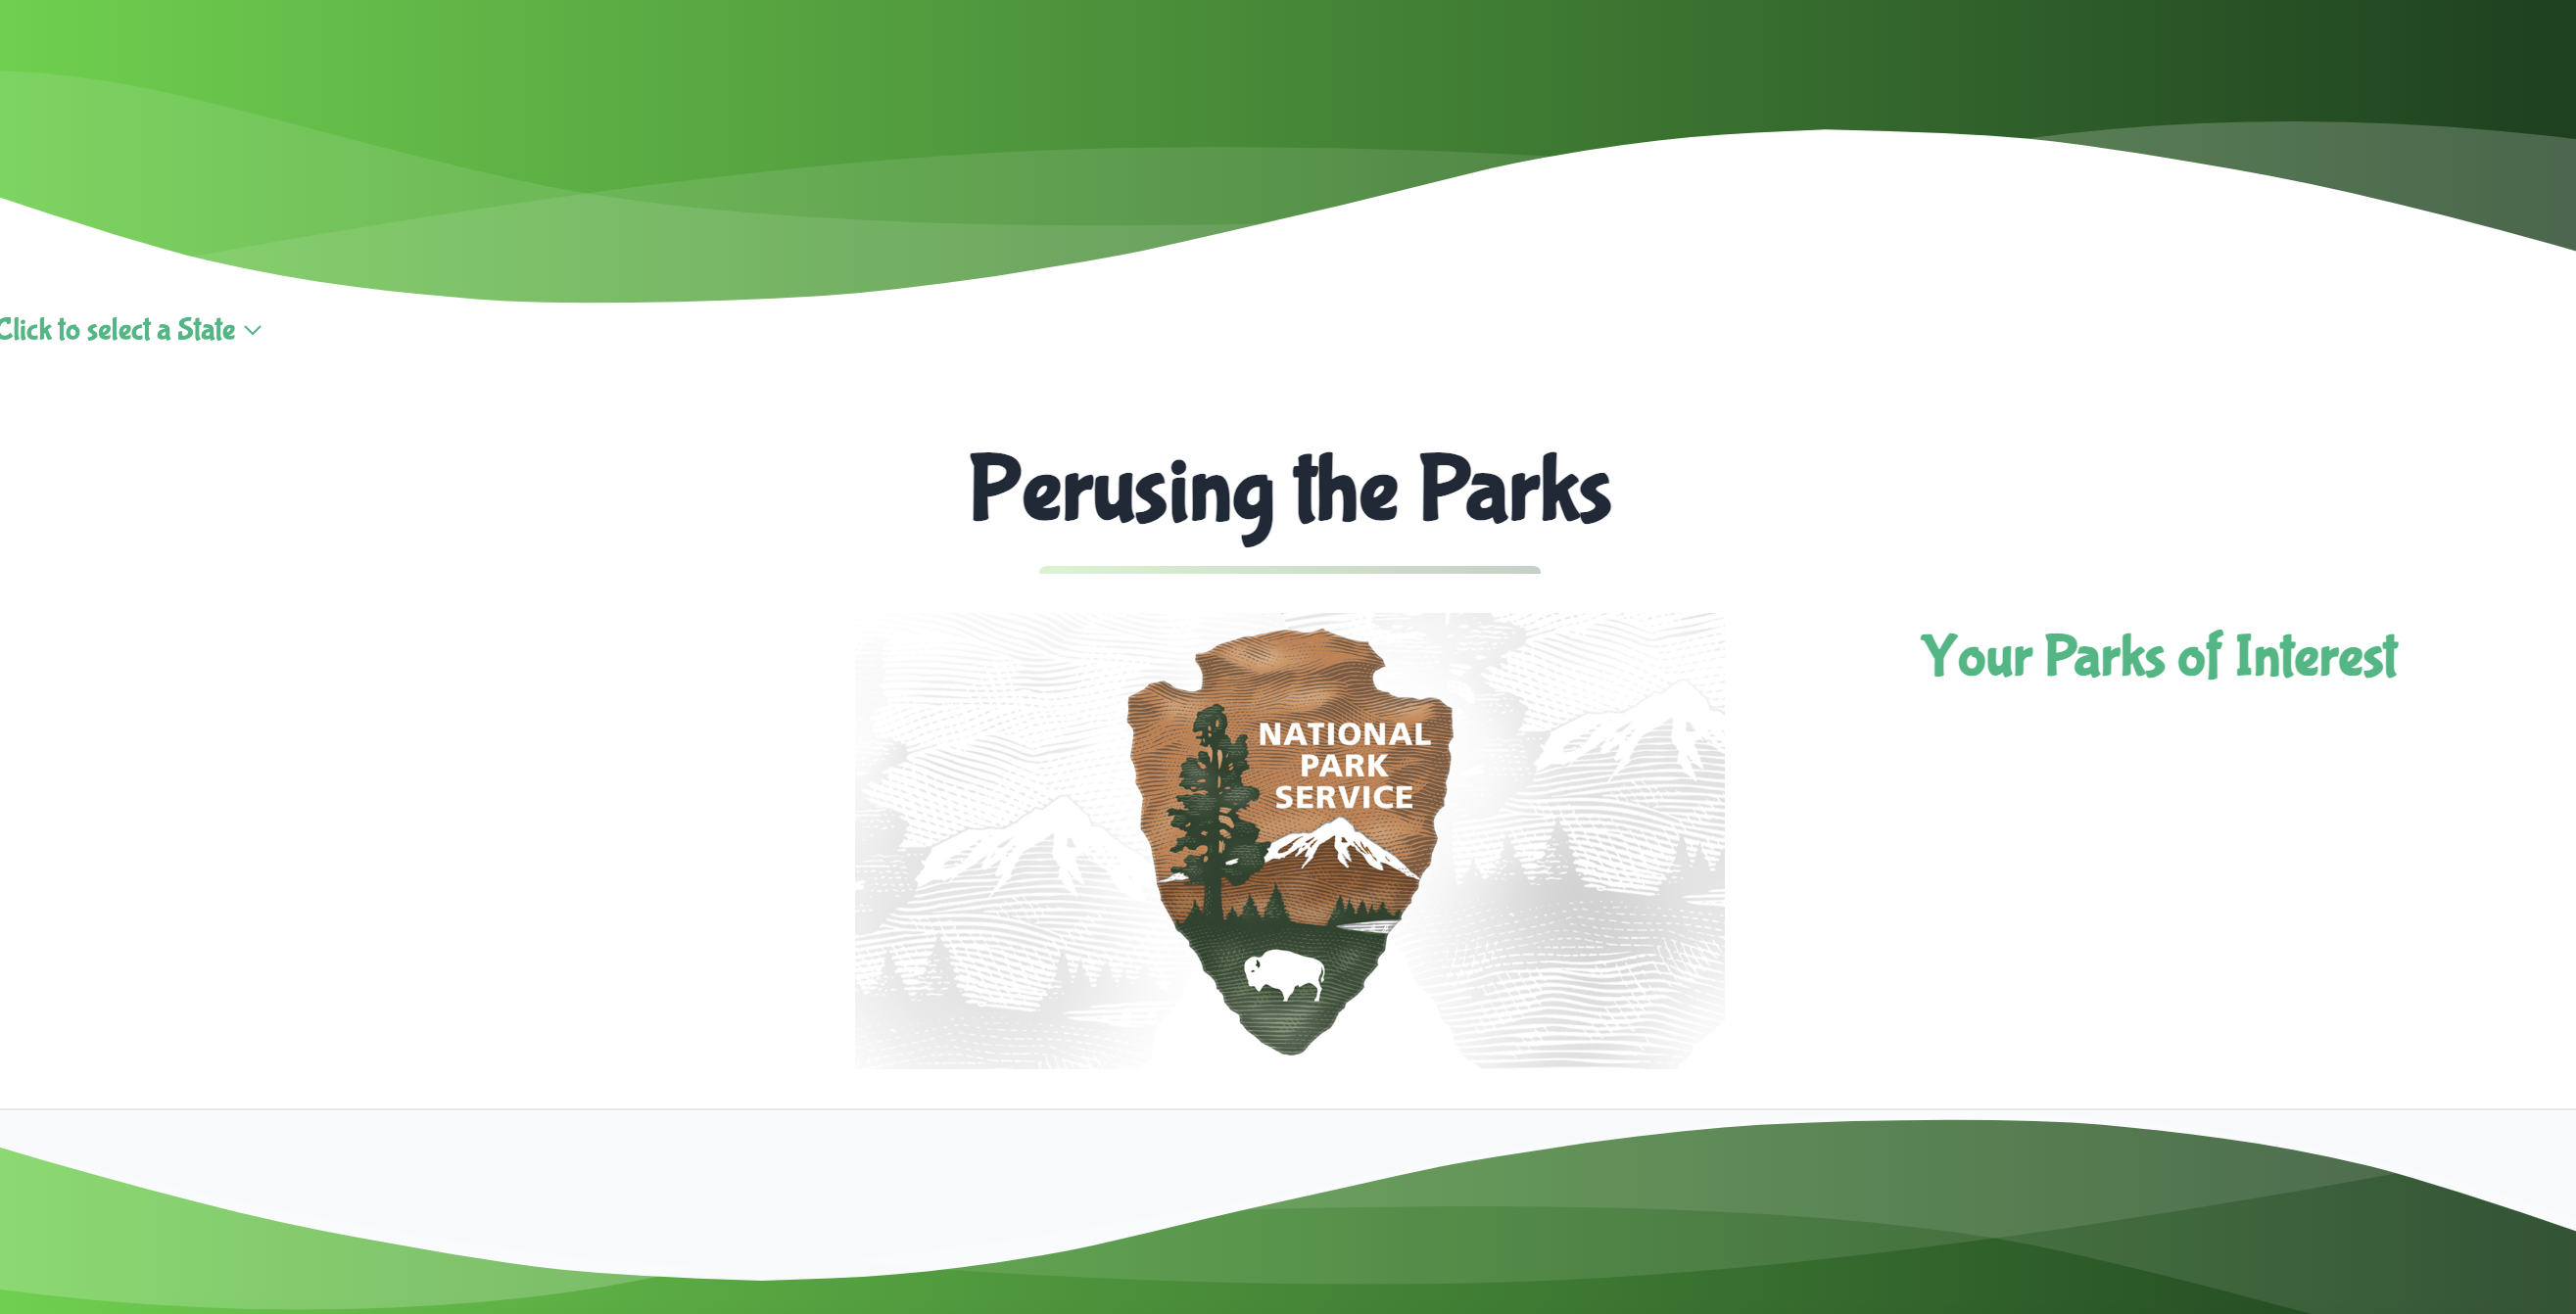 Click to select a State
Perusing the Parks
Your Parks of Interest
NATIONAL
PARK
SERVICE